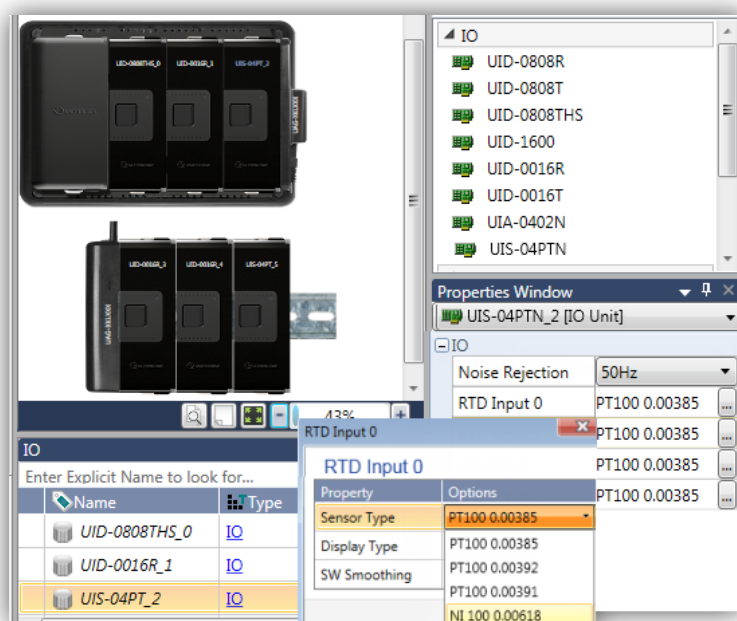 UID-0808THS_0
UID-0016R_1
UIS-04PT_2
UID-0016R_3
UID-0016R_4
UIS-04PT_5
43%
IO
UID-0808R
UID-0808T
UID-0808THS
UID-1600
UID-0016R
UID-0016T
UIA-0402N
UIS-04PTN
Properties Window
UIS-04PTN_2 [IO Unit]
IO
Noise Rejection 50Hz
RTD Input 0 PT100 0.00385 ...
PT100 0.00385 ...
PT100 0.00385 ...
PT100 0.00385 ...
IO
Enter Explicit Name to look for...
Name Type
UID-0808THS_0 IO
UID-0016R_1 IO
UIS-04PT_2 IO
RTD Input 0
RTD Input 0
Property Options
Sensor Type PT100 0.00385
Display Type
SW Smoothing
PT100 0.00385
PT100 0.00392
PT100 0.00391
NI 100 0.00618